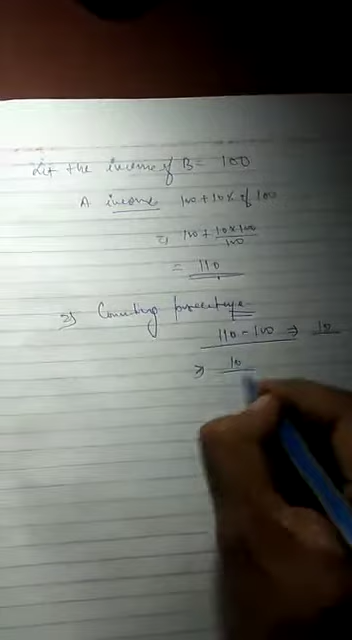 Let the income of B = 100
A income 100 + 10% of 100
⇒ 100 + 10 × 100 / 100
= 110
⇒ Converting percentage
110 - 100 ⇒ 10
⇒ 10